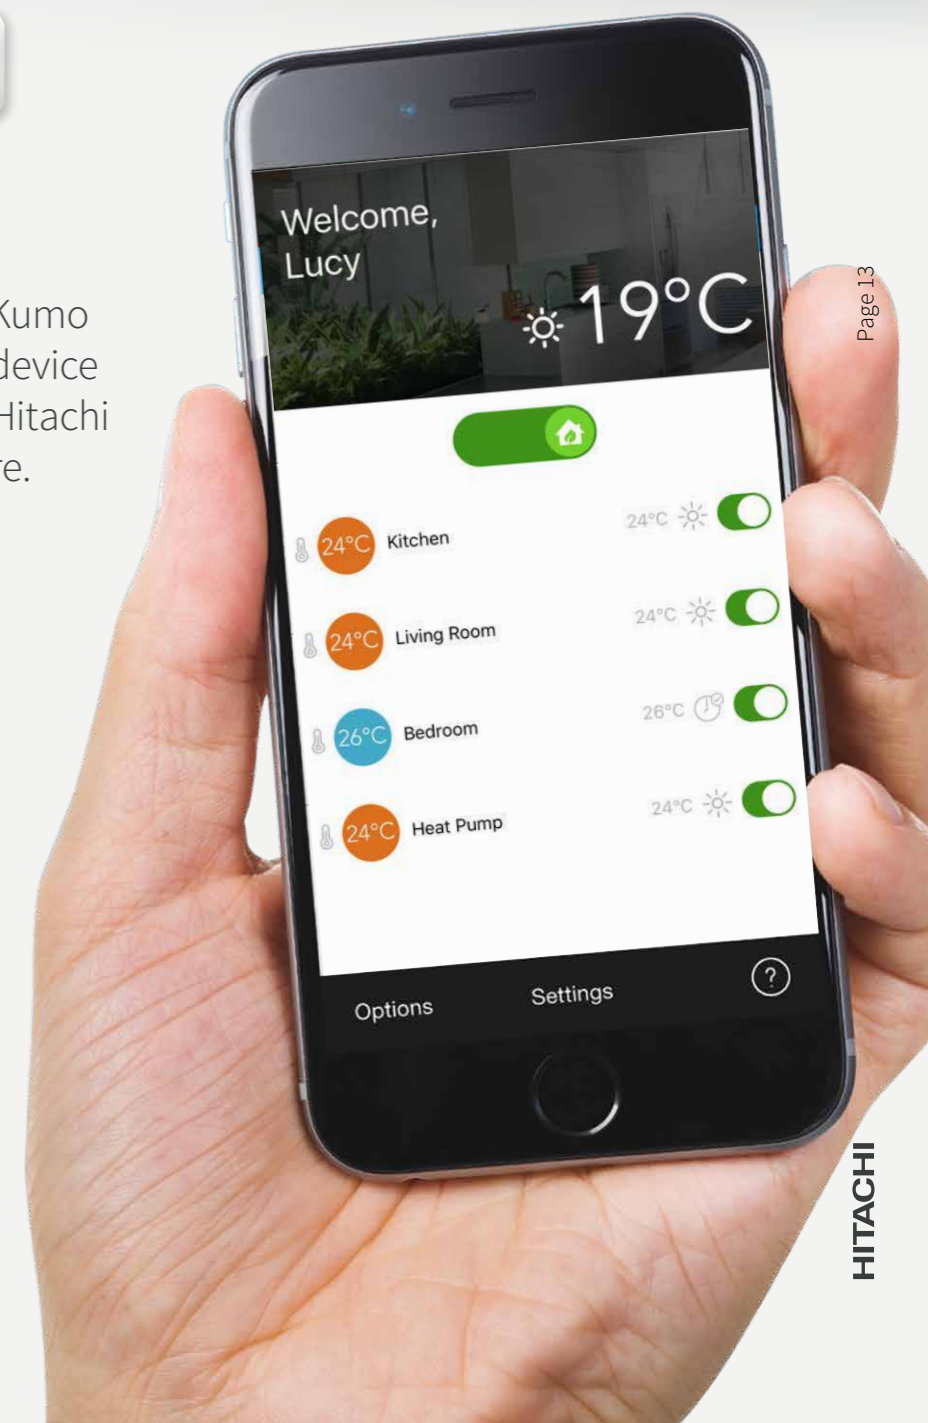 Kumo
device
Hitachi
re.
Welcome,
Lucy
19°C
24°C Kitchen 24°C
24°C Living Room 24°C
26°C Bedroom 26°C
24°C Heat Pump 24°C
Options Settings ?
Page 13
HITACHI